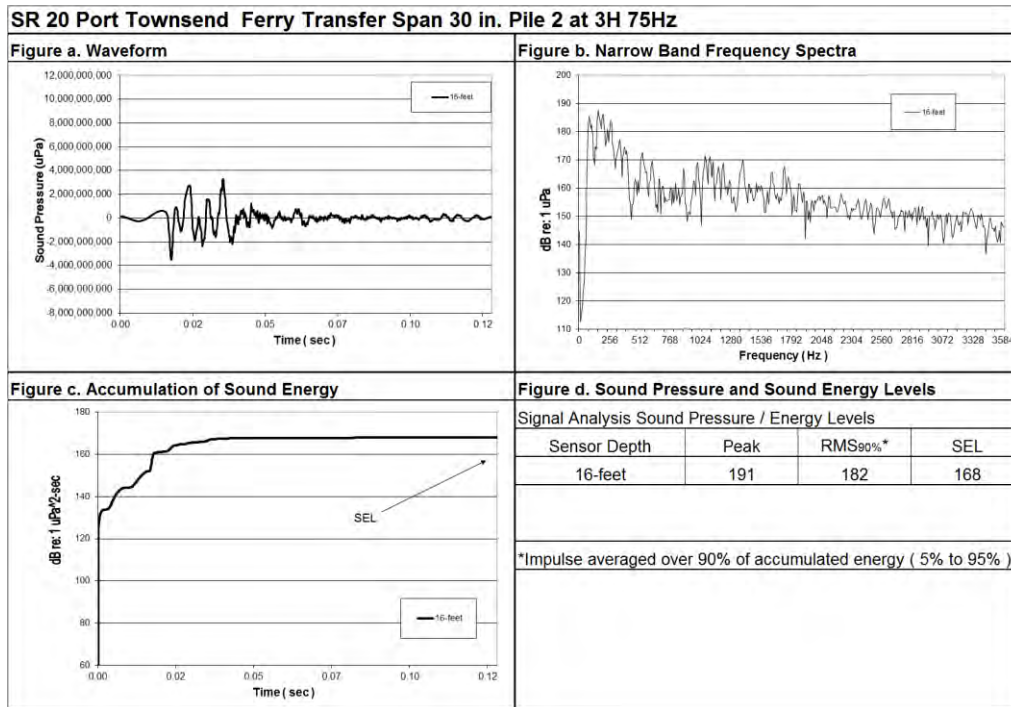 SR 20 Port Townsend Ferry Transfer Span 30 in. Pile 2 at 3H 75Hz
Figure a. Waveform
12,000,000,000
10,000,000,000
8,000,000,000
6,000,000,000
4,000,000,000
2,000,000,000
0
-2,000,000,000
-4,000,000,000
-6,000,000,000
-8,000,000,000
Sound Pressure (uPa)
16-feet
0.00 0.02 0.05 0.07 0.10 0.12
Time ( sec )
Figure b. Narrow Band Frequency Spectra
200
190
180
170
160
150
140
130
120
110
dB re: 1 uPa
16-feet
0 256 512 768 1024 1280 1536 1792 2048 2304 2560 2816 3072 3328 3584
Frequency ( Hz )
Figure c. Accumulation of Sound Energy
180
160
140
120
100
80
60
dB re: 1 uPa^2-sec
SEL
16-feet
0.00 0.02 0.05 0.07 0.10 0.12
Time ( sec )
Figure d. Sound Pressure and Sound Energy Levels
Signal Analysis Sound Pressure / Energy Levels
Sensor Depth Peak RMS90%* SEL
16-feet 191 182 168
*Impulse averaged over 90% of accumulated energy ( 5% to 95% )